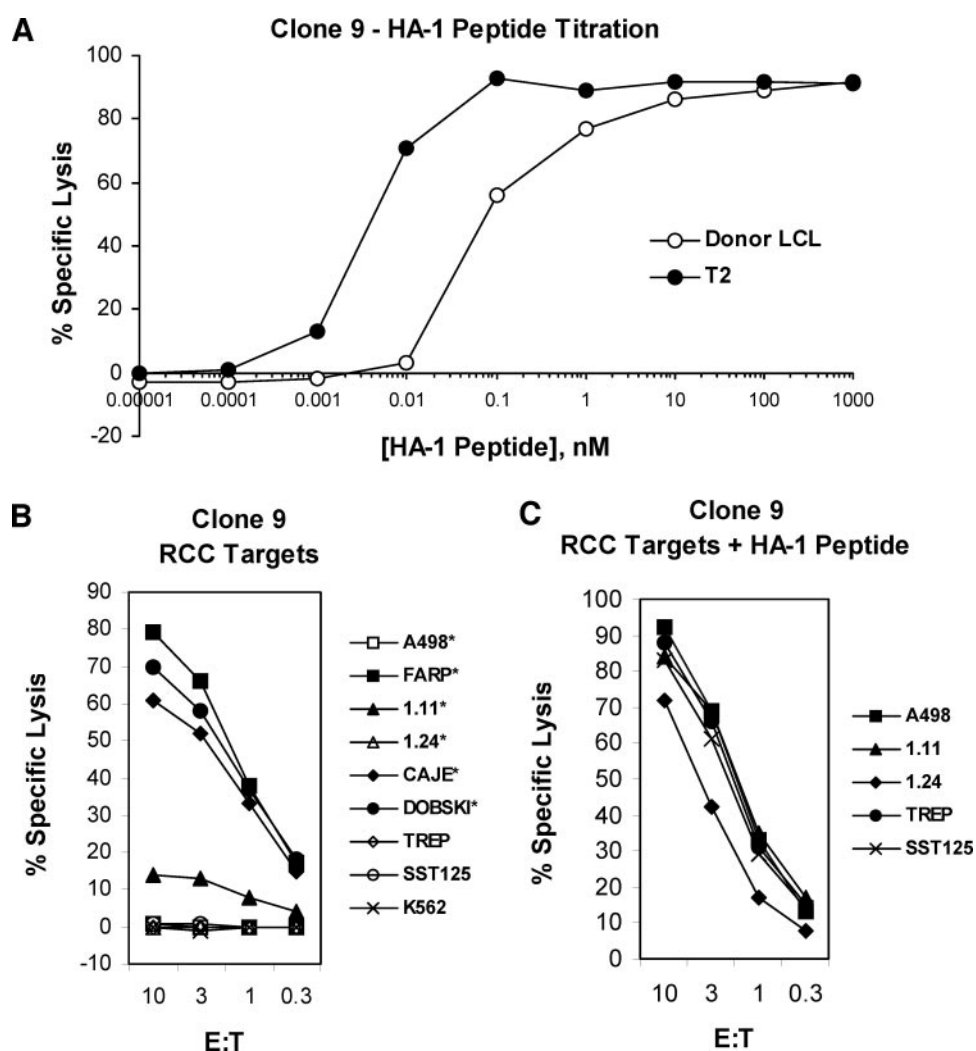 A
Clone 9 - HA-1 Peptide Titration
% Specific Lysis
100
80
60
40
20
0
-20
0.00001 0.0001 0.001 0.01 0.1 1 10 100 1000
[HA-1 Peptide], nM
Donor LCL
T2
B
Clone 9
RCC Targets
% Specific Lysis
90
80
70
60
50
40
30
20
10
0
-10
10 3 1 0.3
E:T
A498*
FARP*
1.11*
1.24*
CAJE*
DOBSKI*
TREP
SST125
K562
C
Clone 9
RCC Targets + HA-1 Peptide
% Specific Lysis
100
90
80
70
60
50
40
30
20
10
0
10 3 1 0.3
E:T
A498
1.11
1.24
TREP
SST125